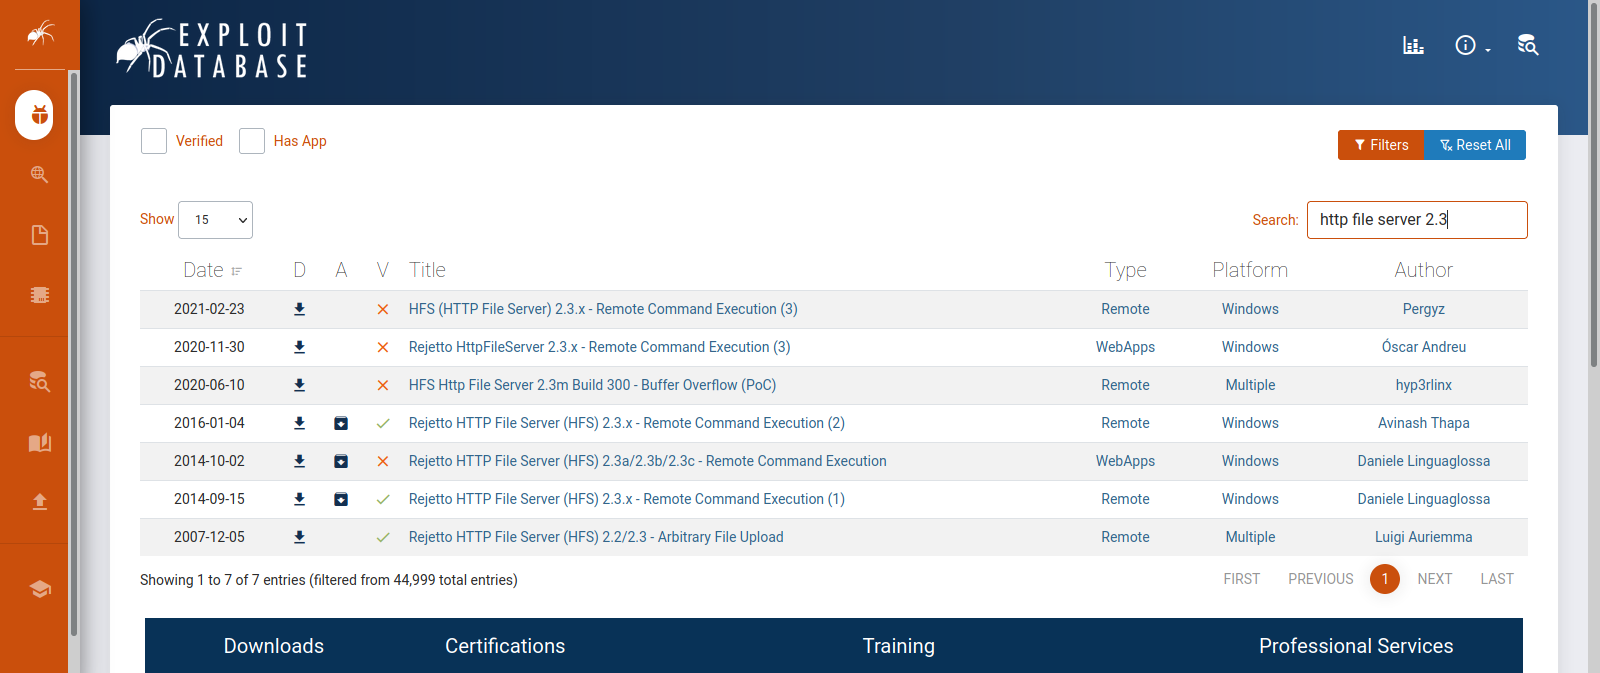 EXPLOIT
DATABASE
Verified Has App
Filters Reset All
Show 15 Search: http file server 2.3
Date D A V Title Type Platform Author
2021-02-23 HFS (HTTP File Server) 2.3.x - Remote Command Execution (3) Remote Windows Pergyz
2020-11-30 Rejetto HttpFileServer 2.3.x - Remote Command Execution (3) WebApps Windows Óscar Andreu
2020-06-10 HFS Http File Server 2.3m Build 300 - Buffer Overflow (PoC) Remote Multiple hyp3rlinx
2016-01-04 Rejetto HTTP File Server (HFS) 2.3.x - Remote Command Execution (2) Remote Windows Avinash Thapa
2014-10-02 Rejetto HTTP File Server (HFS) 2.3a/2.3b/2.3c - Remote Command Execution WebApps Windows Daniele Linguaglossa
2014-09-15 Rejetto HTTP File Server (HFS) 2.3.x - Remote Command Execution (1) Remote Windows Daniele Linguaglossa
2007-12-05 Rejetto HTTP File Server (HFS) 2.2/2.3 - Arbitrary File Upload Remote Multiple Luigi Auriemma
Showing 1 to 7 of 7 entries (filtered from 44,999 total entries) FIRST PREVIOUS 1 NEXT LAST
Downloads Certifications Training Professional Services